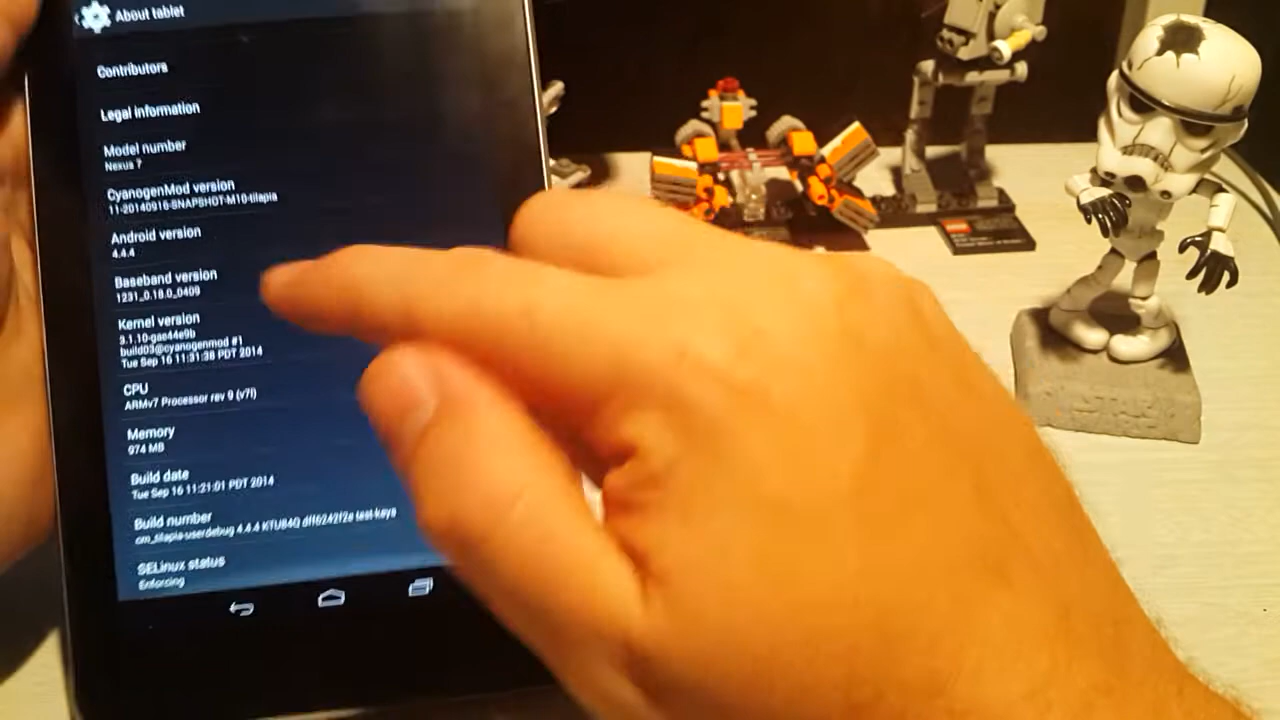 About tablet
Contributors
Legal information
Model number
Nexus 7
CyanogenMod version
11-20140916-SNAPSHOT-M10-tilapia
Android version
4.4.4
Baseband version
1231_0.18.0_0409
Kernel version
3.1.10-gae44e9b
build03@cyanogenmod #1
Tue Sep 16 11:31:38 PDT 2014
CPU
ARMv7 Processor rev 9 (v7l)
Memory
974 MB
Build date
Tue Sep 16 11:21:01 PDT 2014
Build number
cm_tilapia-userdebug 4.4.4 KTU84Q dff6242f2e test-keys
SELinux status
Enforcing